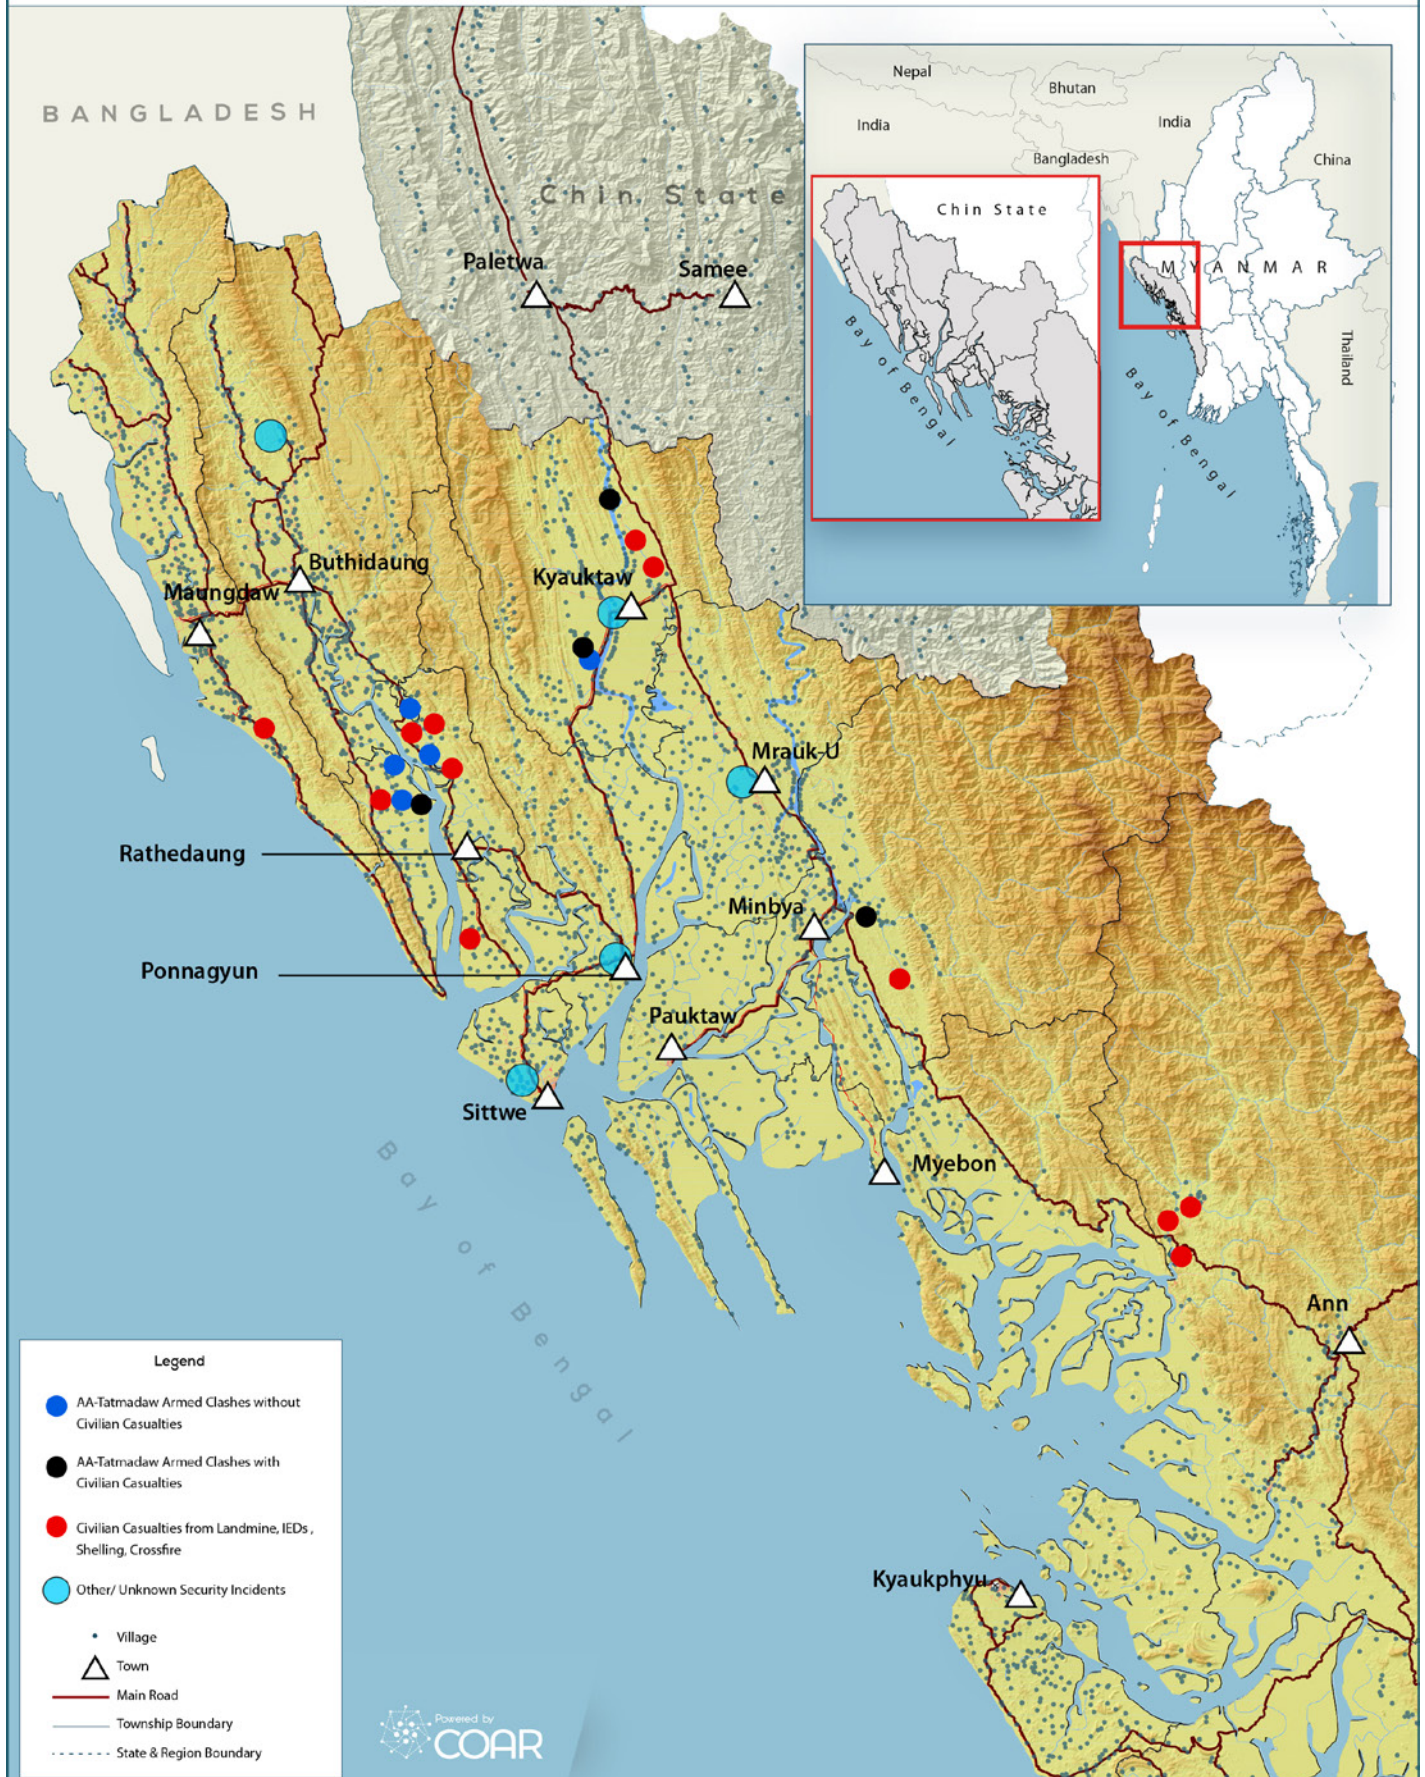 BANGLADESH
Chin State
Paletwa
Samee
Nepal
Bhutan
India
India
Bangladesh
China
Chin State
MYANMAR
Bay of Bengal
Bay of Bengal
Thailand
Buthidaung
Maungdaw
Kyauktaw
Mrauk-U
Rathedaung
Minbya
Ponnagyun
Pauktaw
Sittwe
Myebon
Bay of Bengal
Ann
Kyaukphyu
Legend
AA-Tatmadaw Armed Clashes without
Civilian Casualties
AA-Tatmadaw Armed Clashes with
Civilian Casualties
Civilian Casualties from Landmine, IEDs ,
Shelling, Crossfire
Other/ Unknown Security Incidents
Village
Town
Main Road
Township Boundary
State & Region Boundary
Powered by
COAR